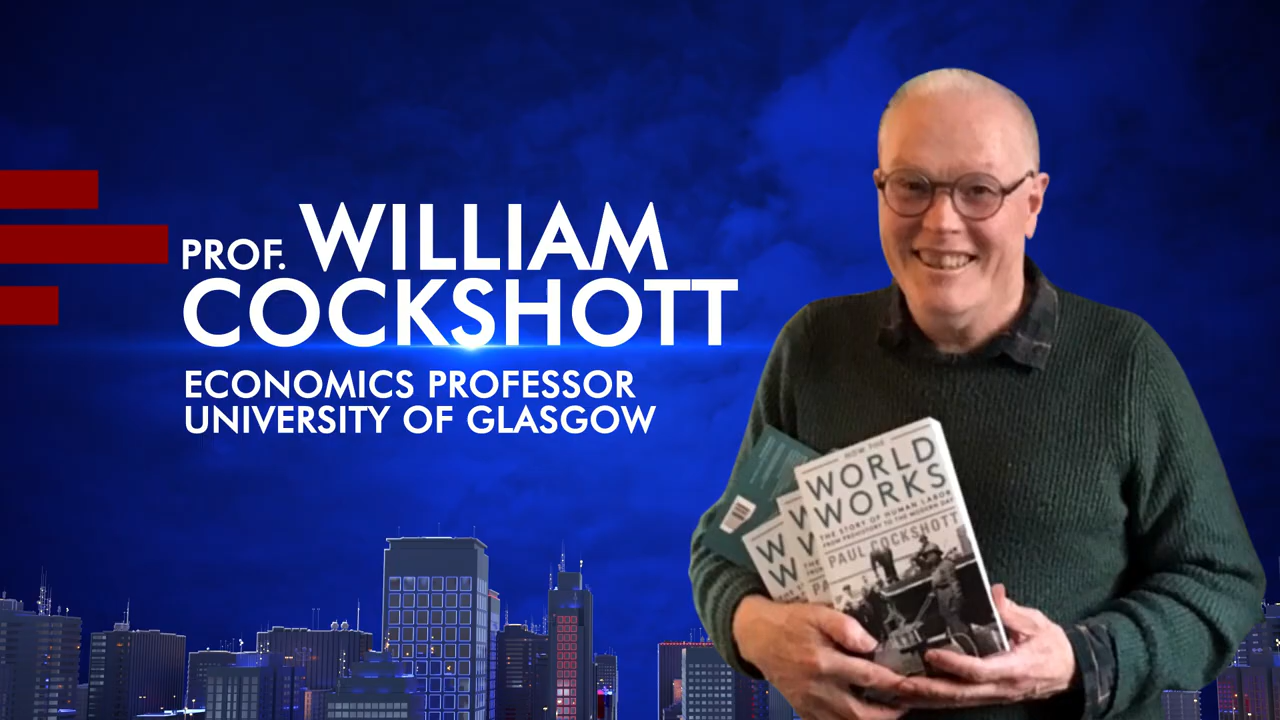 PROF. WILLIAM
COCKSHOTT
ECONOMICS PROFESSOR
UNIVERSITY OF GLASGOW
HOW THE
WORLD
WORKS
THE STORY OF HUMAN LABOR
FROM PREHISTORY TO THE MODERN DAY
PAUL COCKSHOTT